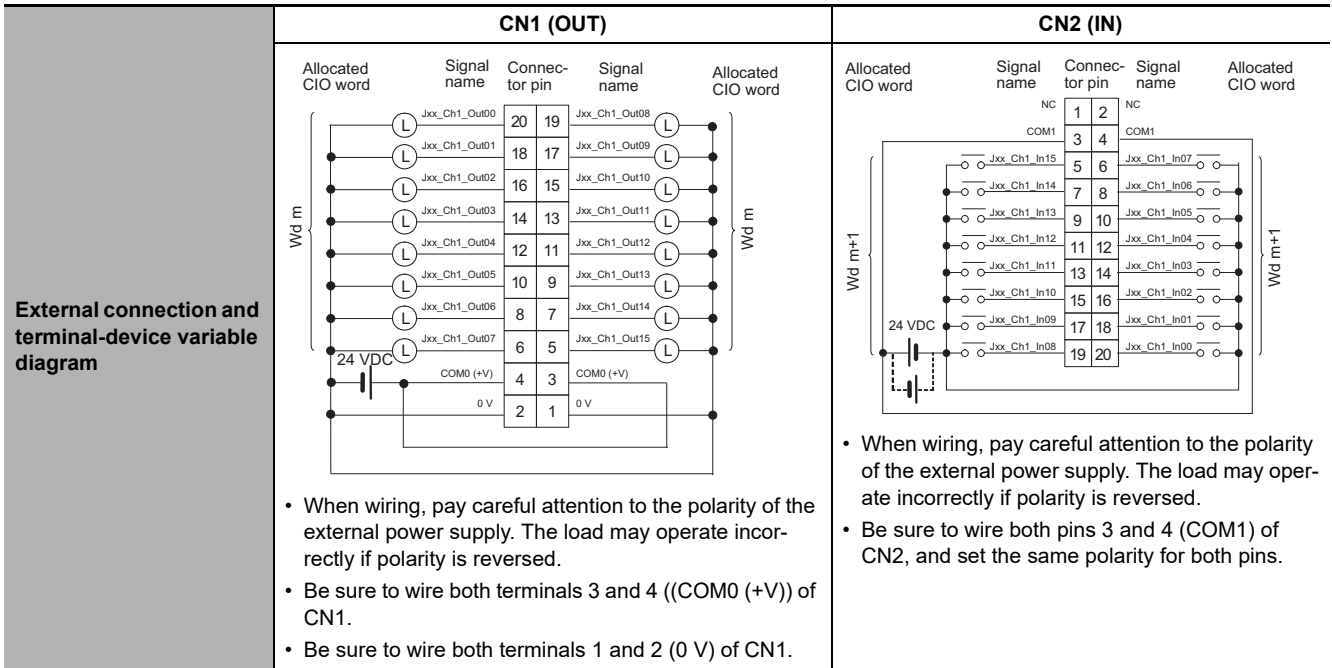 CN1 (OUT)
CN2 (IN)
External connection and
terminal-device variable
diagram
Allocated
CIO word
Signal
name
Connec-
tor pin
Signal
name
Allocated
CIO word
Jxx_Ch1_Out00 20 19 Jxx_Ch1_Out08
L L
Jxx_Ch1_Out01 18 17 Jxx_Ch1_Out09
L L
Jxx_Ch1_Out02 16 15 Jxx_Ch1_Out10
L L
Jxx_Ch1_Out03 14 13 Jxx_Ch1_Out11
L L
Wd m
Wd m
Jxx_Ch1_Out04 12 11 Jxx_Ch1_Out12
L L
Jxx_Ch1_Out05 10 9 Jxx_Ch1_Out13
L L
Jxx_Ch1_Out06 8 7 Jxx_Ch1_Out14
L L
Jxx_Ch1_Out07 6 5 Jxx_Ch1_Out15
L L
24 VDC
COM0 (+V) 4 3 COM0 (+V)
0 V 2 1 0 V
• When wiring, pay careful attention to the polarity of the
external power supply. The load may operate incor-
rectly if polarity is reversed.
• Be sure to wire both terminals 3 and 4 ((COM0 (+V)) of
CN1.
• Be sure to wire both terminals 1 and 2 (0 V) of CN1.
Allocated
CIO word
Signal
name
Connec-
tor pin
Signal
name
Allocated
CIO word
NC 1 2 NC
COM1 3 4 COM1
Jxx_Ch1_In15 5 6 Jxx_Ch1_In07
Jxx_Ch1_In14 7 8 Jxx_Ch1_In06
Jxx_Ch1_In13 9 10 Jxx_Ch1_In05
Jxx_Ch1_In12 11 12 Jxx_Ch1_In04
Wd m+1
Wd m+1
Jxx_Ch1_In11 13 14 Jxx_Ch1_In03
Jxx_Ch1_In10 15 16 Jxx_Ch1_In02
24 VDC
Jxx_Ch1_In09 17 18 Jxx_Ch1_In01
Jxx_Ch1_In08 19 20 Jxx_Ch1_In00
• When wiring, pay careful attention to the polarity
of the external power supply. The load may oper-
ate incorrectly if polarity is reversed.
• Be sure to wire both pins 3 and 4 (COM1) of
CN2, and set the same polarity for both pins.